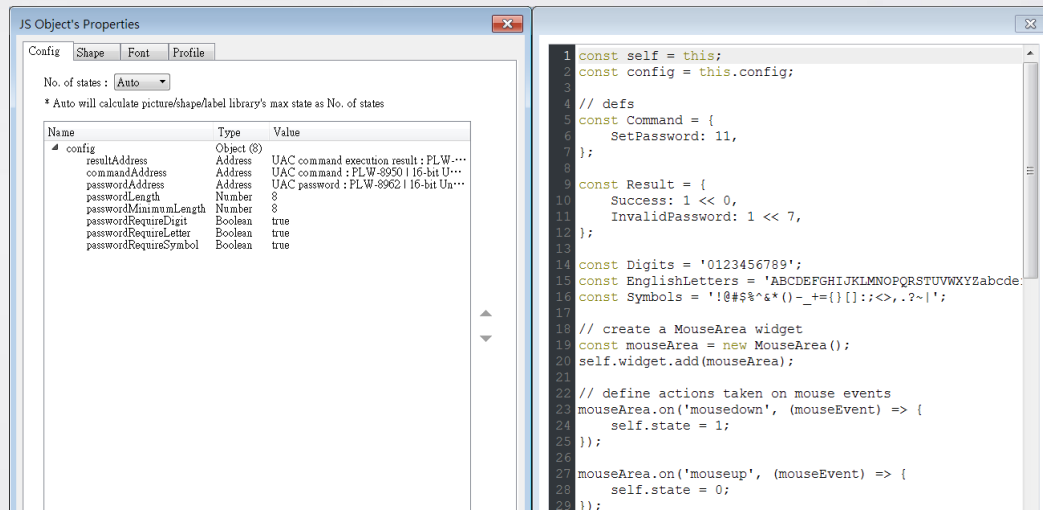 JS Object's Properties
Config Shape Font Profile
No. of states : Auto
* Auto will calculate picture/shape/label library's max state as No. of states
Name Type Value
config Object (8)
resultAddress Address UAC command execution result : PLW-···
commandAddress Address UAC command : PLW-8950 | 16-bit U···
passwordAddress Address UAC password : PLW-8962 | 16-bit Un···
passwordLength Number 8
passwordMinimumLength Number 8
passwordRequireDigit Boolean true
passwordRequireLetter Boolean true
passwordRequireSymbol Boolean true
1 const self = this;
2 const config = this.config;
3
4 // defs
5 const Command = {
6 SetPassword: 11,
7 };
8
9 const Result = {
10 Success: 1 << 0,
11 InvalidPassword: 1 << 7,
12 };
13
14 const Digits = '0123456789';
15 const EnglishLetters = 'ABCDEFGHIJKLMNOPQRSTUVWXYZabcde
16 const Symbols = '!@#$%^&*()-_+={}[]:;<>,.?~|';
17
18 // create a MouseArea widget
19 const mouseArea = new MouseArea();
20 self.widget.add(mouseArea);
21
22 // define actions taken on mouse events
23 mouseArea.on('mousedown', (mouseEvent) => {
24 self.state = 1;
25 });
26
27 mouseArea.on('mouseup', (mouseEvent) => {
28 self.state = 0;
29 });